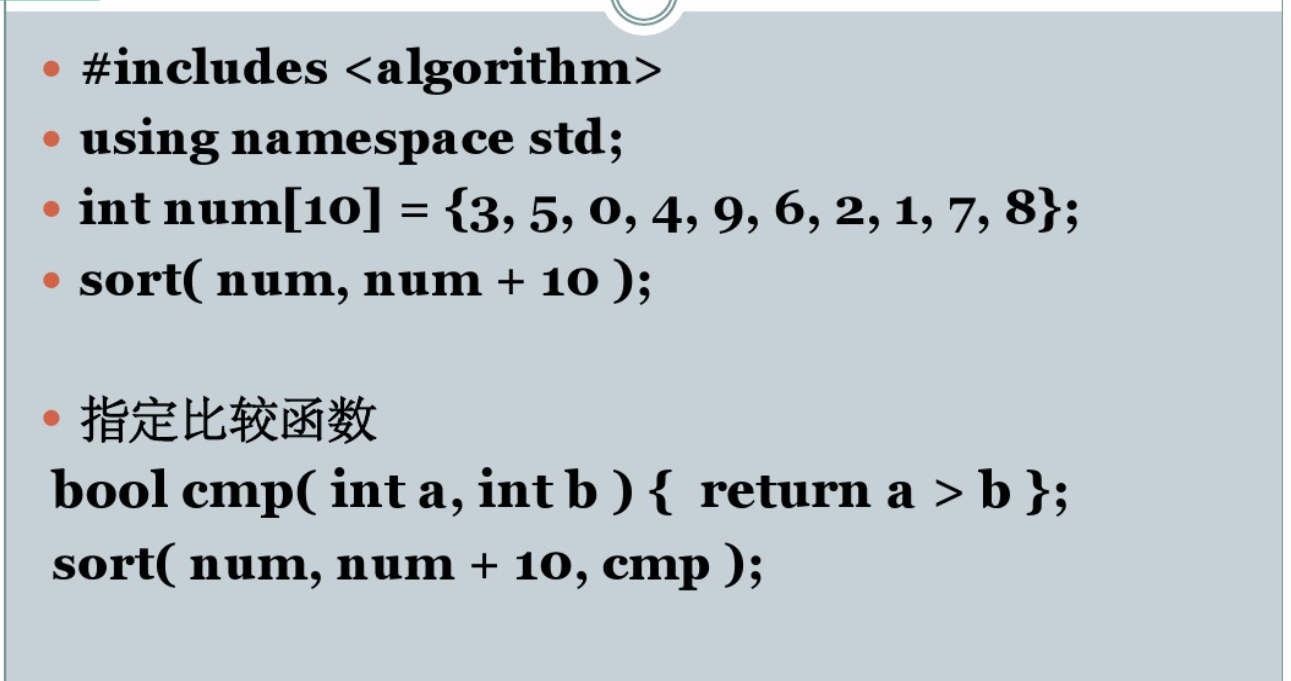 #includes <algorithm>
using namespace std;
int num[10] = {3, 5, 0, 4, 9, 6, 2, 1, 7, 8};
sort( num, num + 10 );
指定比较函数
bool cmp( int a, int b ) {  return a > b };
sort( num, num + 10, cmp );